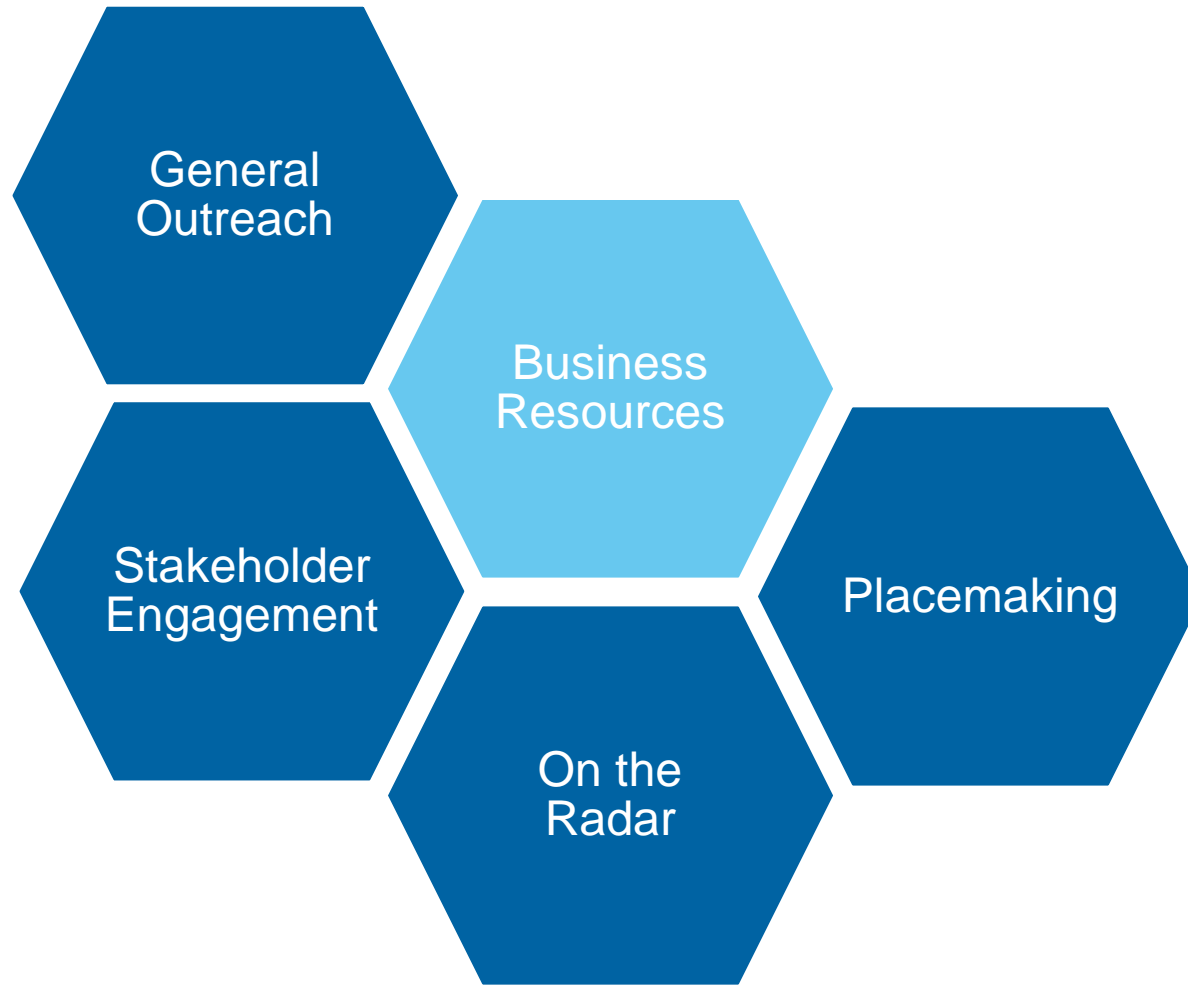 General
Outreach
Business
Resources
Stakeholder
Engagement
Placemaking
On the
Radar